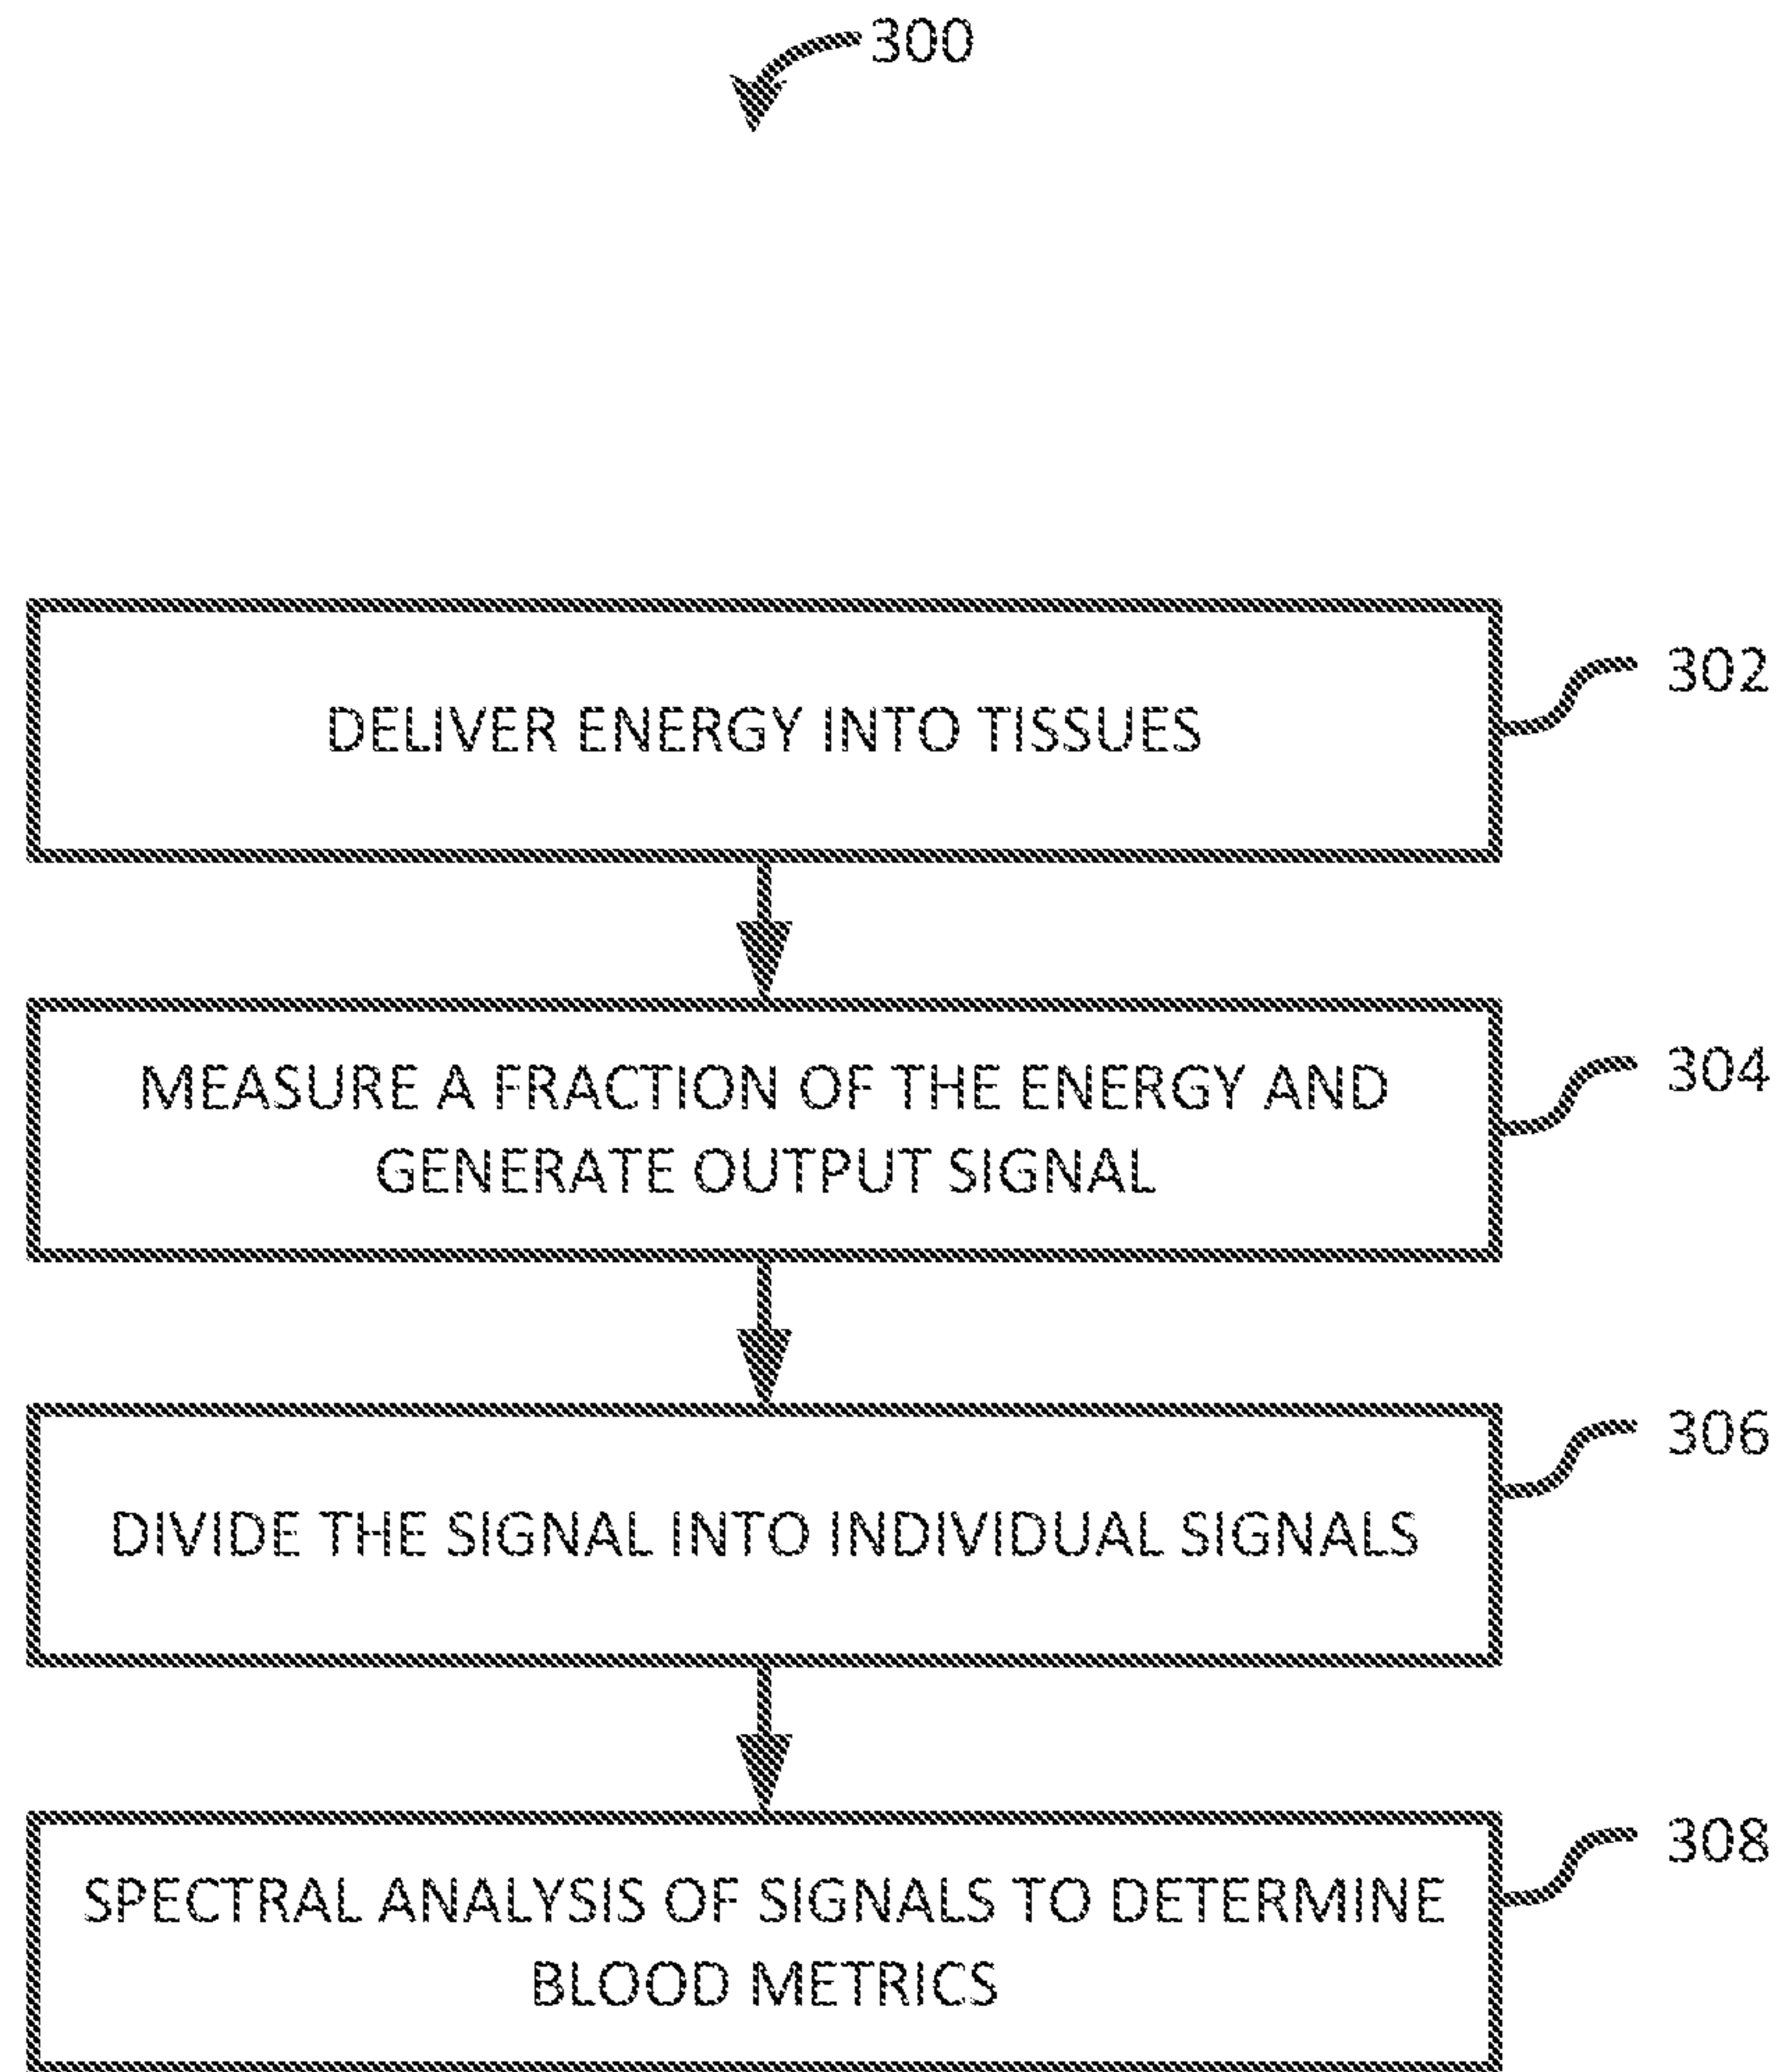 300
DELIVER ENERGY INTO TISSUES
302
MEASURE A FRACTION OF THE ENERGY AND
GENERATE OUTPUT SIGNAL
304
DIVIDE THE SIGNAL INTO INDIVIDUAL SIGNALS
306
SPECTRAL ANALYSIS OF SIGNALS TO DETERMINE
BLOOD METRICS
308